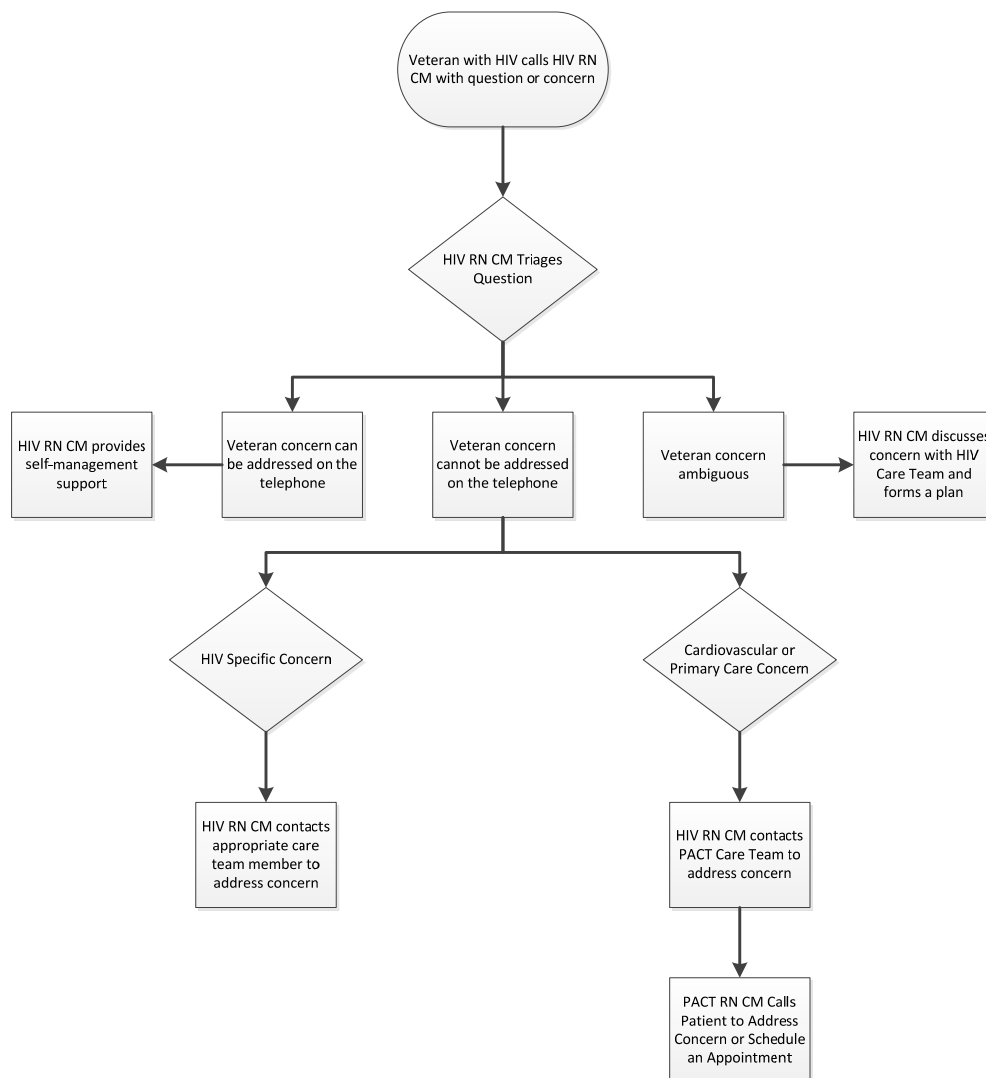 Veteran with HIV calls HIV RN
CM with question or concern
HIV RN CM Triages
Question
HIV RN CM provides
self-management
support
Veteran concern can
be addressed on the
telephone
Veteran concern
cannot be addressed
on the telephone
Veteran concern
ambiguous
HIV RN CM discusses
concern with HIV
Care Team and
forms a plan
HIV Specific Concern
Cardiovascular or
Primary Care Concern
HIV RN CM contacts
appropriate care
team member to
address concern
HIV RN CM contacts
PACT Care Team to
address concern
PACT RN CM Calls
Patient to Address
Concern or Schedule
an Appointment